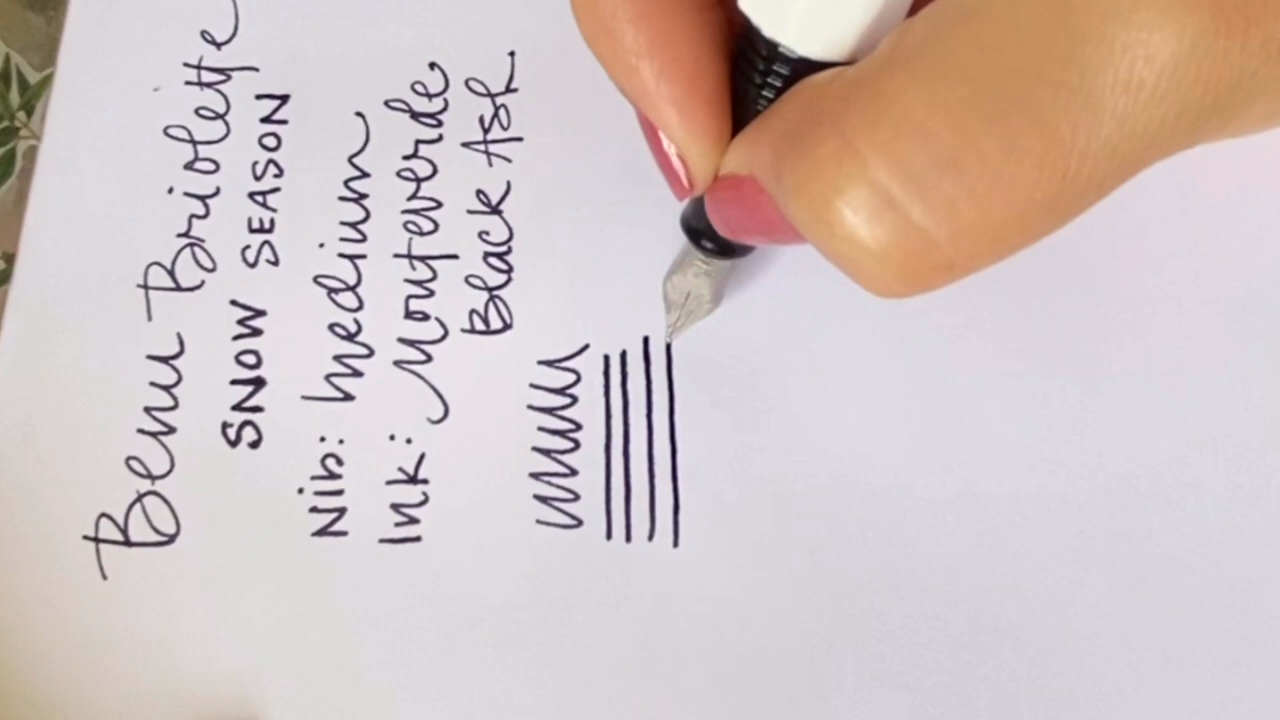 Benu Briolette
SNOW SEASON
Nib: Medium
Ink: Monteverde
Black Ash